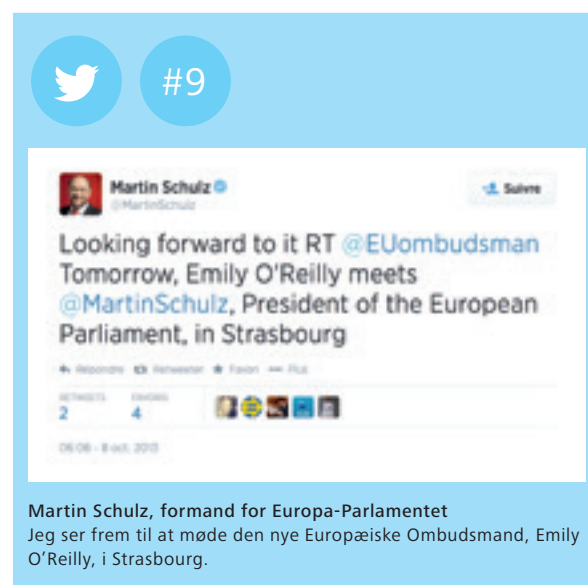 #9
Martin Schulz
@MartinSchulz
Suivre
Looking forward to it RT @EUombudsman
Tomorrow, Emily O'Reilly meets
@MartinSchulz, President of the European
Parliament, in Strasbourg
Répondre Retweeter Favori Plus
RETWEETS FAVORIS
2 4
06:06 - 8 oct. 2013
Martin Schulz, formand for Europa-Parlamentet
Jeg ser frem til at møde den nye Europæiske Ombudsmand, Emily
O’Reilly, i Strasbourg.